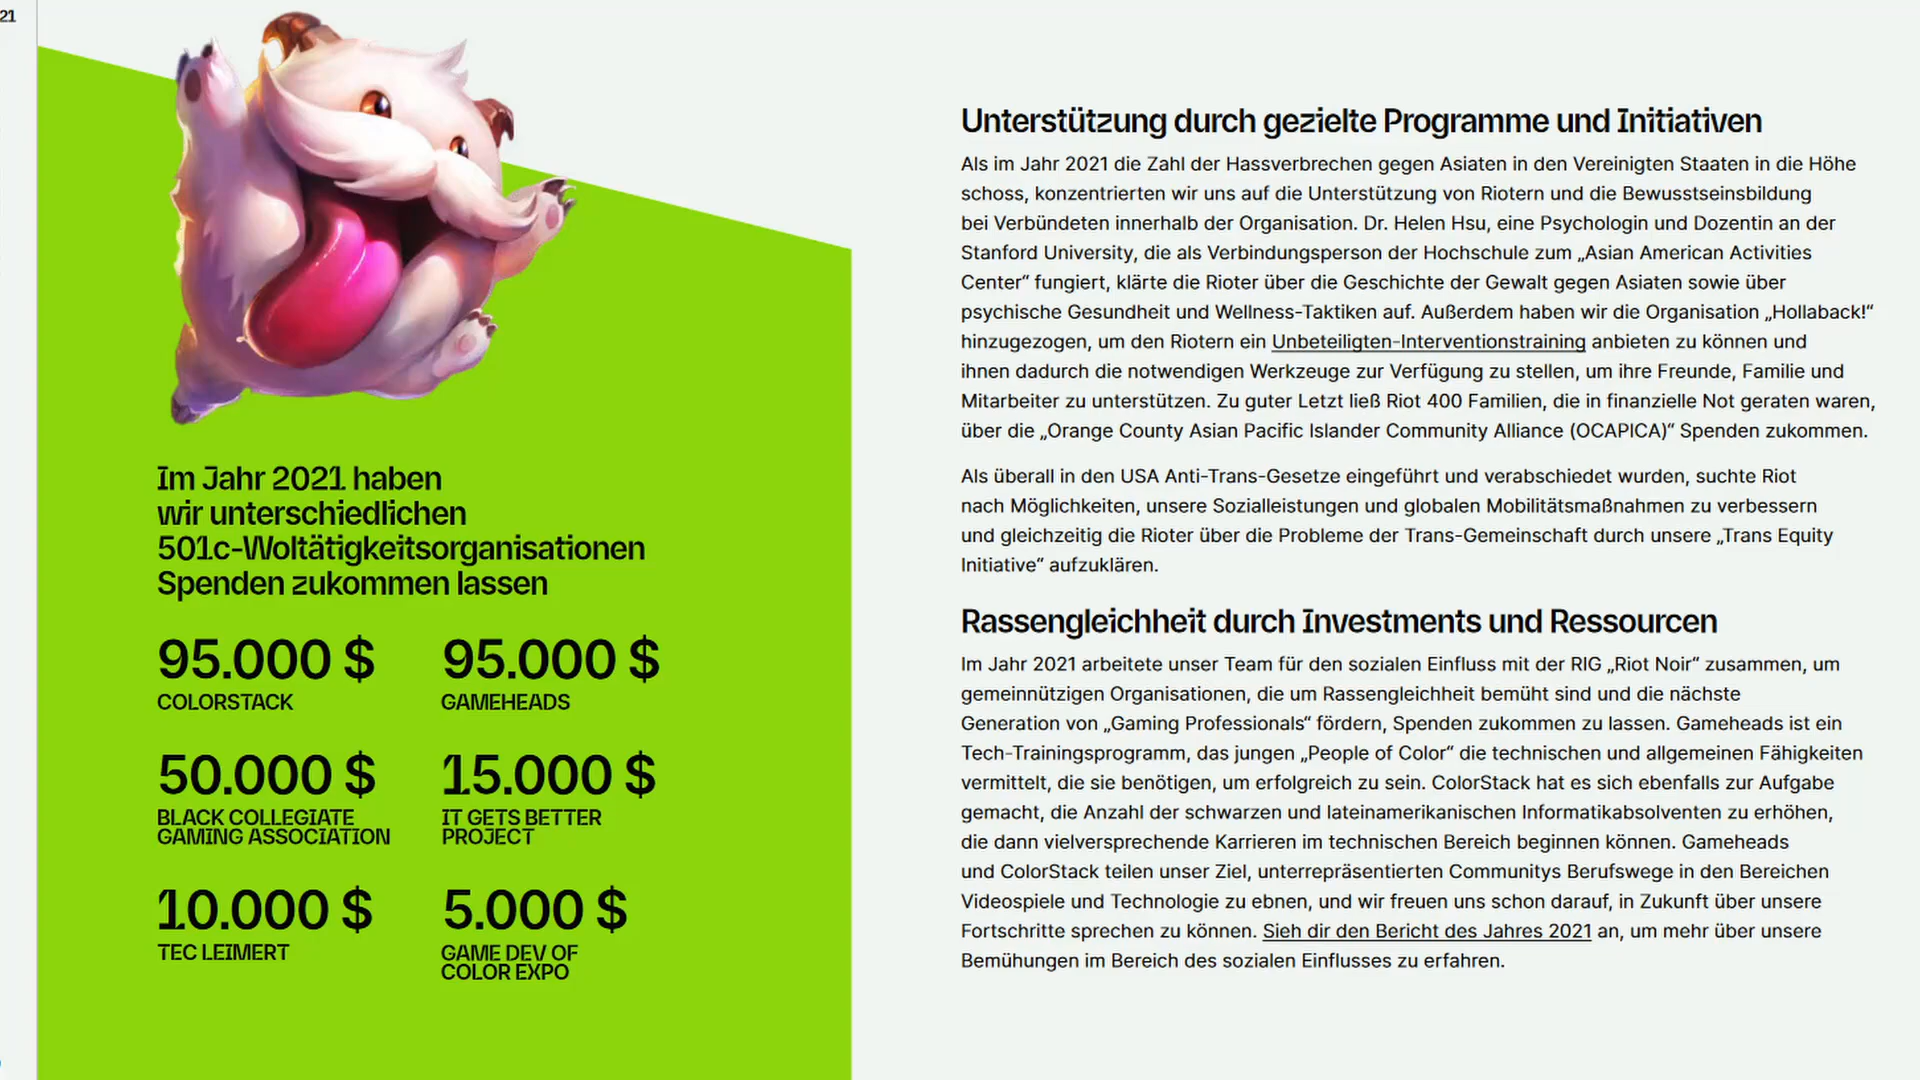 21
Im Jahr 2021 haben
wir unterschiedlichen
501c-Woltätigkeitsorganisationen
Spenden zukommen lassen
95.000 $
COLORSTACK
95.000 $
GAMEHEADS
50.000 $
BLACK COLLEGIATE
GAMING ASSOCIATION
15.000 $
IT GETS BETTER
PROJECT
10.000 $
TEC LEIMERT
5.000 $
GAME DEV OF
COLOR EXPO
Unterstützung durch gezielte Programme und Initiativen
Als im Jahr 2021 die Zahl der Hassverbrechen gegen Asiaten in den Vereinigten Staaten in die Höhe
schoss, konzentrierten wir uns auf die Unterstützung von Riotern und die Bewusstseinsbildung
bei Verbündeten innerhalb der Organisation. Dr. Helen Hsu, eine Psychologin und Dozentin an der
Stanford University, die als Verbindungsperson der Hochschule zum „Asian American Activities
Center“ fungiert, klärte die Rioter über die Geschichte der Gewalt gegen Asiaten sowie über
psychische Gesundheit und Wellness-Taktiken auf. Außerdem haben wir die Organisation „Hollaback!“
hinzugezogen, um den Riotern ein Unbeteiligten-Interventionstraining anbieten zu können und
ihnen dadurch die notwendigen Werkzeuge zur Verfügung zu stellen, um ihre Freunde, Familie und
Mitarbeiter zu unterstützen. Zu guter Letzt ließ Riot 400 Familien, die in finanzielle Not geraten waren,
über die „Orange County Asian Pacific Islander Community Alliance (OCAPICA)“ Spenden zukommen.
Als überall in den USA Anti-Trans-Gesetze eingeführt und verabschiedet wurden, suchte Riot
nach Möglichkeiten, unsere Sozialleistungen und globalen Mobilitätsmaßnahmen zu verbessern
und gleichzeitig die Rioter über die Probleme der Trans-Gemeinschaft durch unsere „Trans Equity
Initiative“ aufzuklären.
Rassengleichheit durch Investments und Ressourcen
Im Jahr 2021 arbeitete unser Team für den sozialen Einfluss mit der RIG „Riot Noir“ zusammen, um
gemeinnützigen Organisationen, die um Rassengleichheit bemüht sind und die nächste
Generation von „Gaming Professionals“ fördern, Spenden zukommen zu lassen. Gameheads ist ein
Tech-Trainingsprogramm, das jungen „People of Color“ die technischen und allgemeinen Fähigkeiten
vermittelt, die sie benötigen, um erfolgreich zu sein. ColorStack hat es sich ebenfalls zur Aufgabe
gemacht, die Anzahl der schwarzen und lateinamerikanischen Informatikabsolventen zu erhöhen,
die dann vielversprechende Karrieren im technischen Bereich beginnen können. Gameheads
und ColorStack teilen unser Ziel, unterrepräsentierten Communitys Berufswege in den Bereichen
Videospiele und Technologie zu ebnen, und wir freuen uns schon darauf, in Zukunft über unsere
Fortschritte sprechen zu können. Sieh dir den Bericht des Jahres 2021 an, um mehr über unsere
Bemühungen im Bereich des sozialen Einflusses zu erfahren.